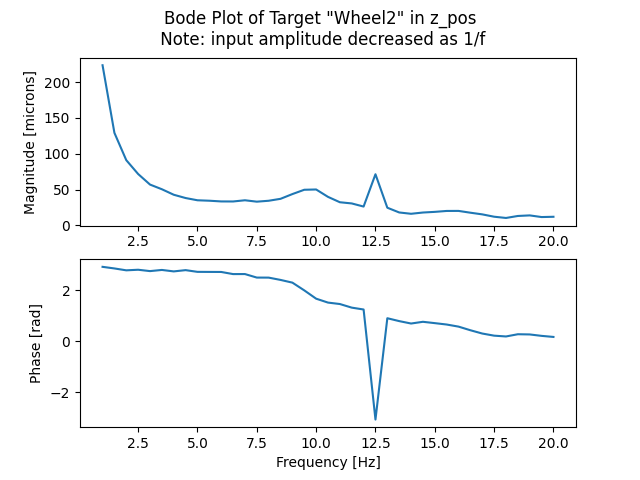 Bode Plot of Target "Wheel2" in z_pos
Note: input amplitude decreased as 1/f
Magnitude [microns]
200
150
100
50
0
2.5 5.0 7.5 10.0 12.5 15.0 17.5 20.0
Phase [rad]
2
0
−2
2.5 5.0 7.5 10.0 12.5 15.0 17.5 20.0
Frequency [Hz]